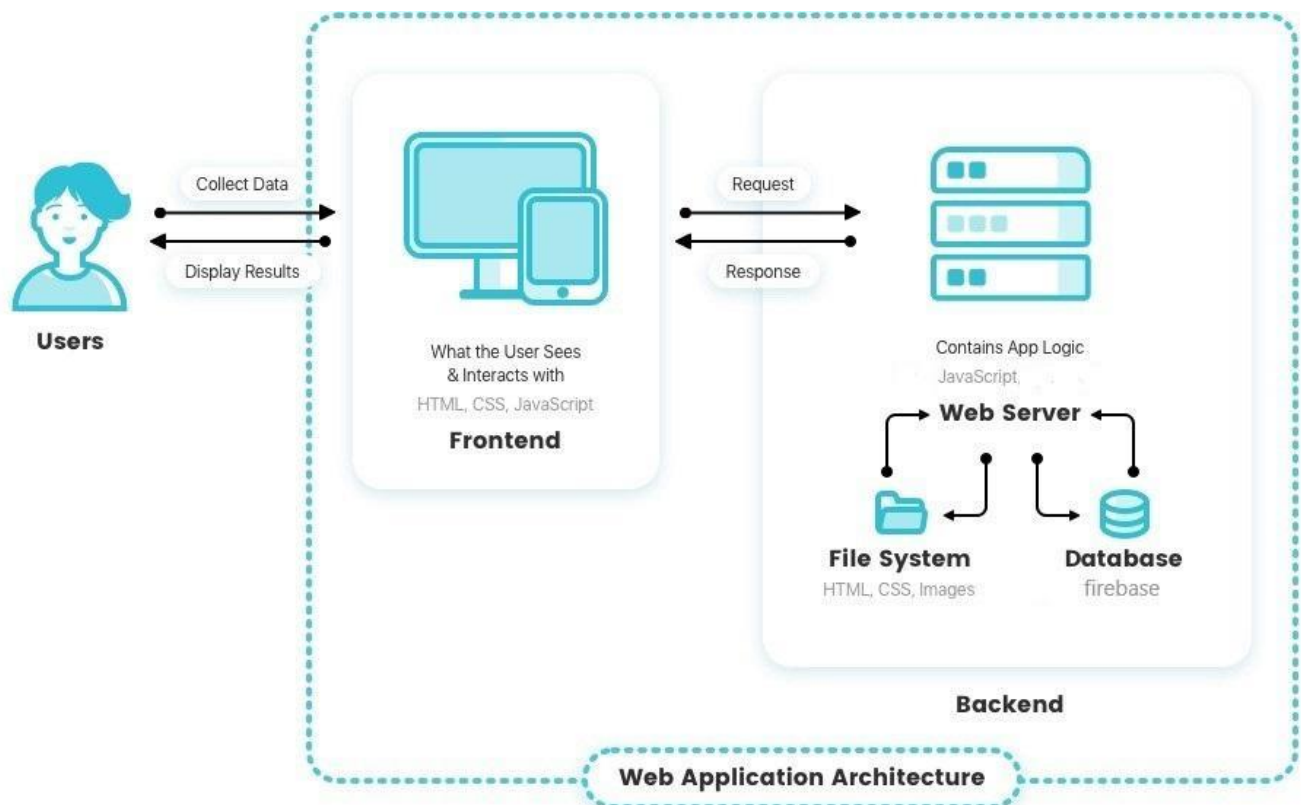 Collect Data
Display Results
Users
What the User Sees
& Interacts with
HTML, CSS, JavaScript
Frontend
Request
Response
Contains App Logic
JavaScript
Web Server
File System
HTML, CSS, Images
Database
firebase
Backend
Web Application Architecture